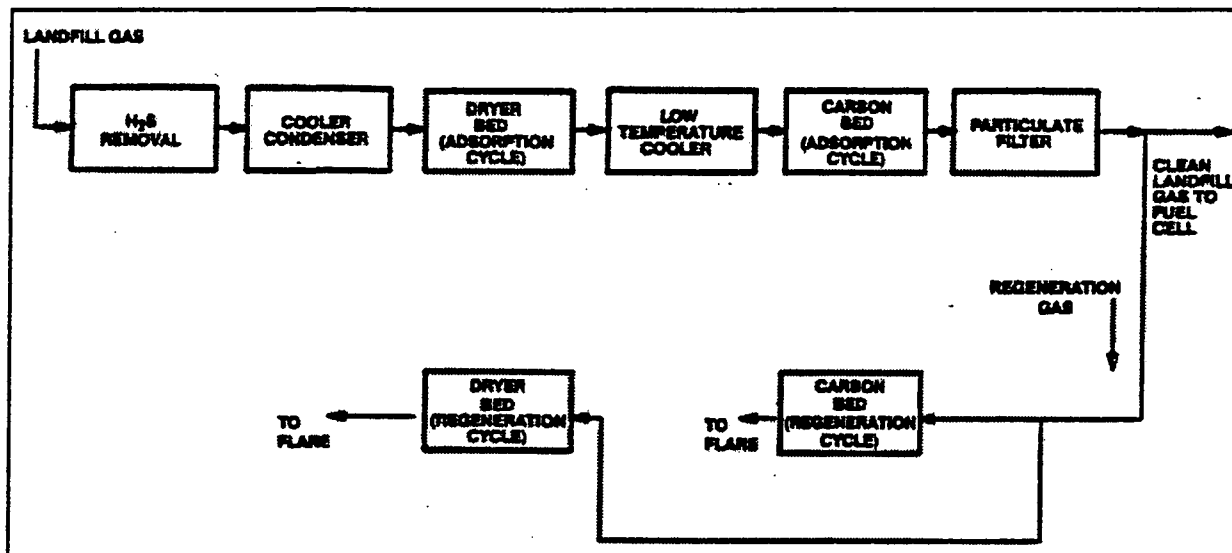 LANDFILL GAS
H₂S
REMOVAL
COOLER
CONDENSER
DRYER
BED
(ADSORPTION
CYCLE)
LOW
TEMPERATURE
COOLER
CARBON
BED
(ADSORPTION
CYCLE)
PARTICULATE
FILTER
CLEAN
LANDFILL
GAS TO
FUEL
CELL
REGENERATION
GAS
DRYER
BED
(REGENERATION
CYCLE)
TO
FLARE
CARBON
BED
(REGENERATION
CYCLE)
TO
FLARE